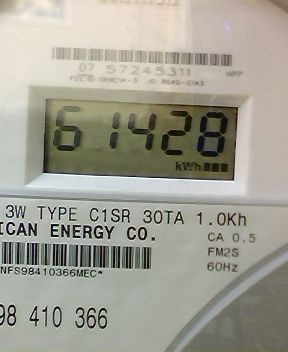 07 57245311 HPP
61428
kWh
3W TYPE C1SR 30TA 1.0Kh
ICAN ENERGY CO.
CA 0.5
FM2S
60Hz
NFS98410366MEC*
98 410 366